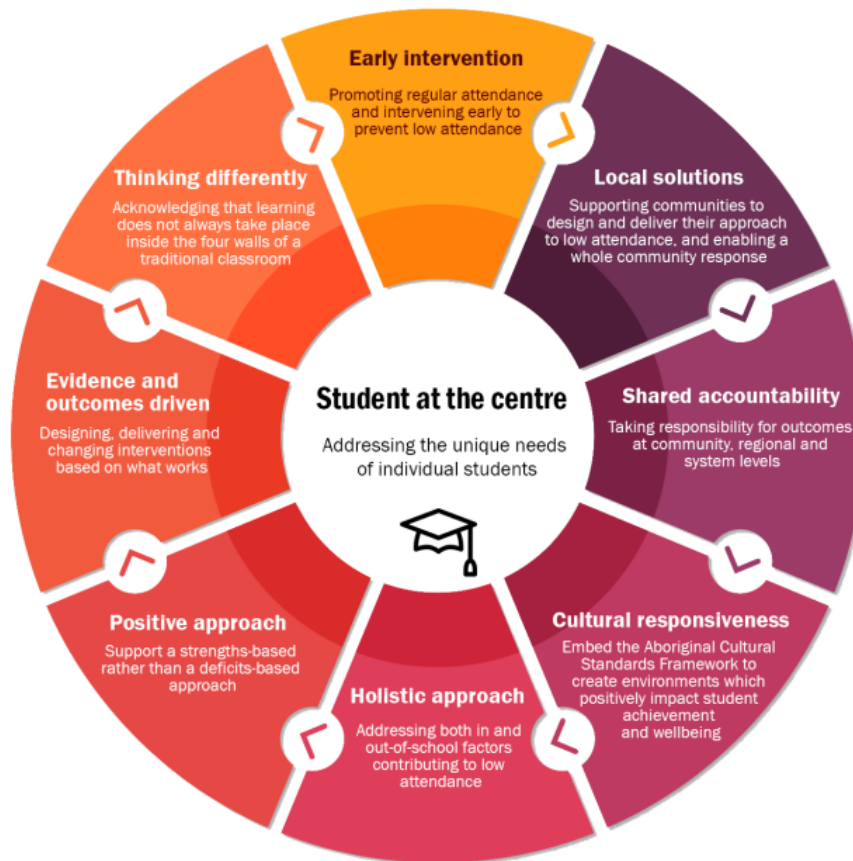 Early intervention
Promoting regular attendance
and intervening early to
prevent low attendance
Local solutions
Supporting communities to
design and deliver their approach
to low attendance, and enabling a
whole community response
Shared accountability
Taking responsibility for outcomes
at community, regional and
system levels
Cultural responsiveness
Embed the Aboriginal Cultural
Standards Framework to
create environments which
positively impact student
achievement
and wellbeing
Holistic approach
Addressing both in and
out-of-school factors
contributing to low
attendance
Positive approach
Support a strengths-based
rather than a deficits-based
approach
Evidence and
outcomes driven
Designing, delivering and
changing interventions
based on what works
Thinking differently
Acknowledging that learning
does not always take place
inside the four walls of a
traditional classroom
Student at the centre
Addressing the unique needs
of individual students